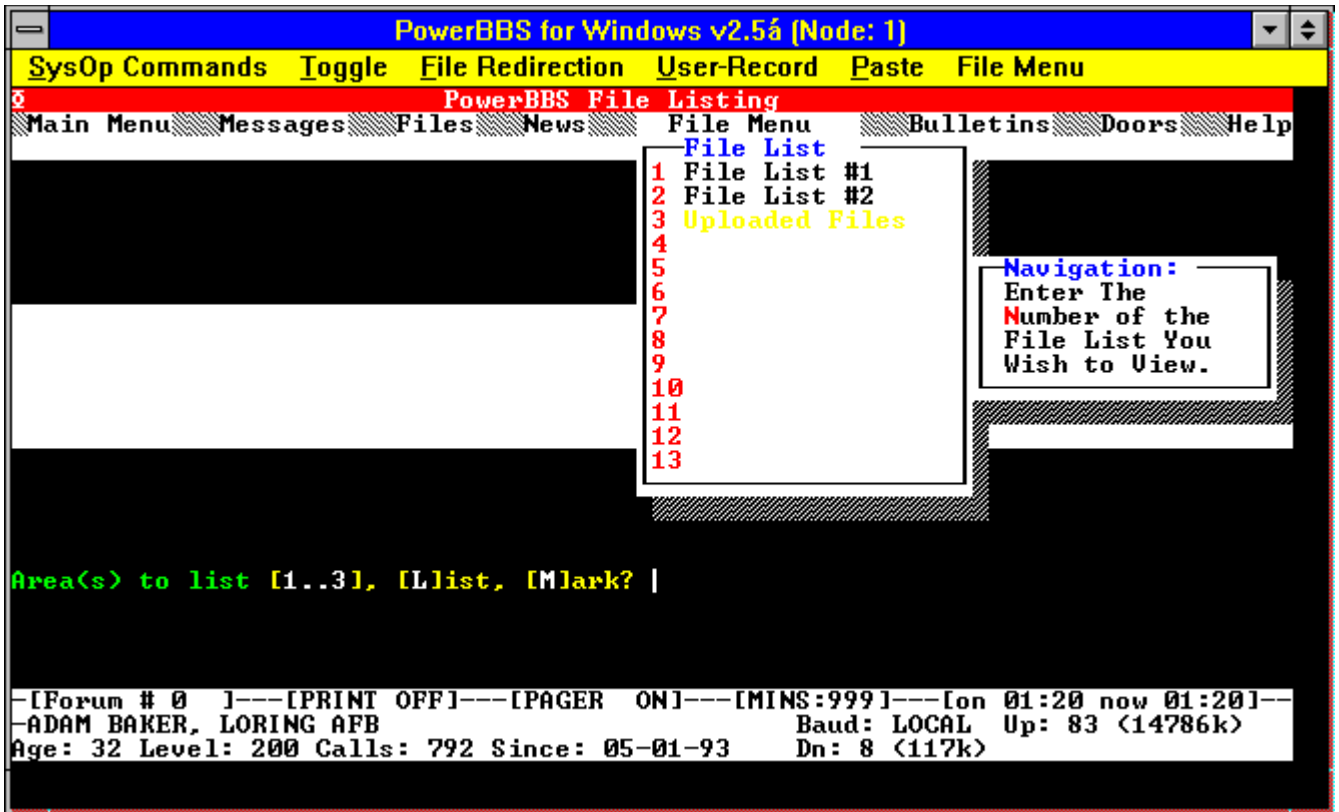 PowerBBS for Windows v2.5á (Node: 1)
SysOp Commands Toggle File Redirection User-Record Paste File Menu
PowerBBS File Listing
Main Menu Messages Files News File Menu Bulletins Doors Help
File List
1 File List #1
2 File List #2
3 Uploaded Files
4
5
6
7
8
9
10
11
12
13
Navigation:
Enter The
Number of the
File List You
Wish to View.
Area(s) to list [1..3], [L]ist, [M]ark?
-[Forum # 0 ]---[PRINT OFF]---[PAGER ON]---[MINS:999]---[on 01:20 now 01:20]--
-ADAM BAKER, LORING AFB Baud: LOCAL Up: 83 (14786k)
Age: 32 Level: 200 Calls: 792 Since: 05-01-93 Dn: 8 (117k)